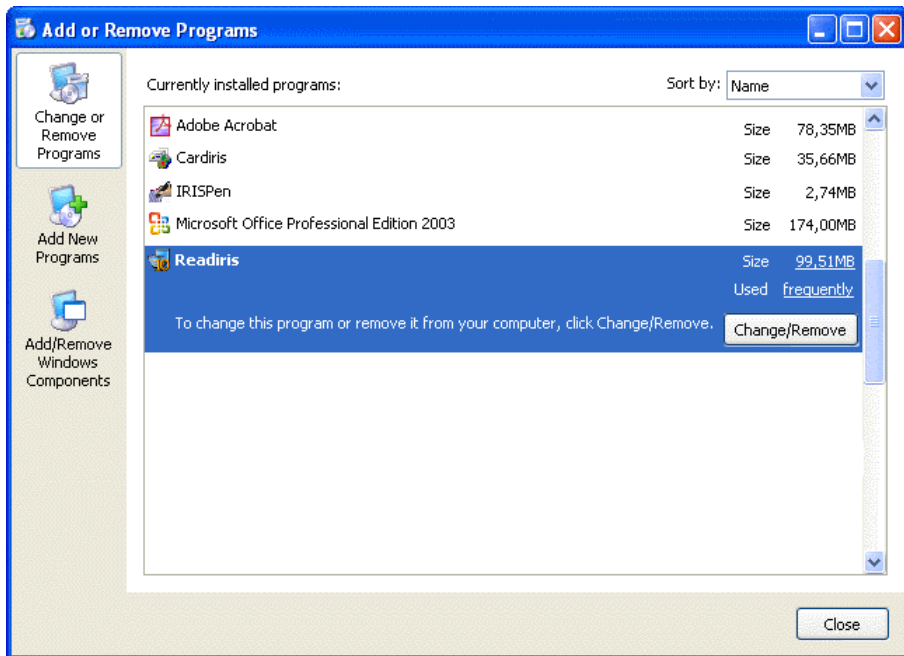 Add or Remove Programs
Change or
Remove
Programs
Add New
Programs
Add/Remove
Windows
Components
Currently installed programs:
Sort by: Name
Adobe Acrobat Size 78,35MB
Cardiris Size 35,66MB
IRISPen Size 2,74MB
Microsoft Office Professional Edition 2003 Size 174,00MB
Readiris Size 99,51MB
Used frequently
To change this program or remove it from your computer, click Change/Remove. Change/Remove
Close